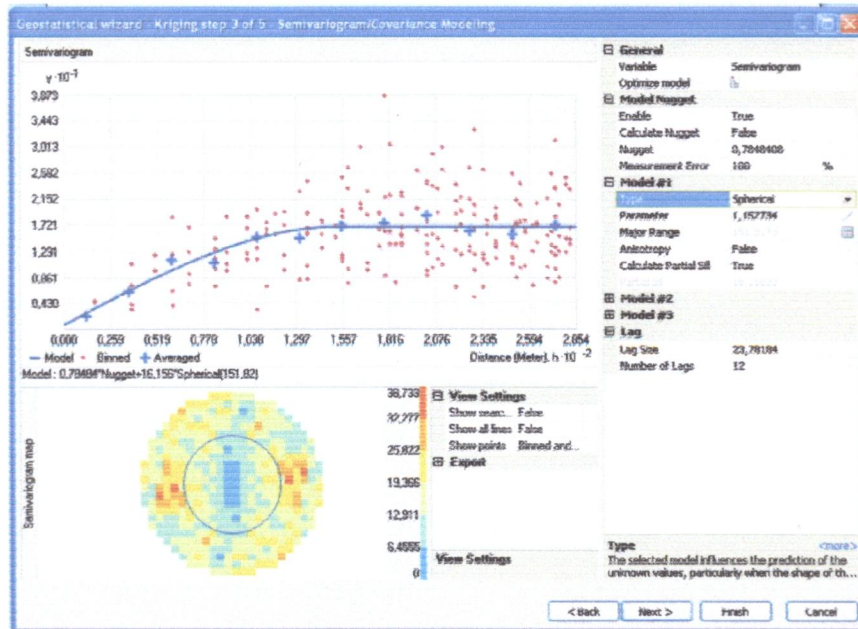 Geostatistical wizard - Kriging step 3 of 5 - Semivariogram/Covariance Modeling
Semivariogram
γ·10⁻¹
3,873
3,443
3,013
2,582
2,152
1,721
1,291
0,861
0,430
0,000 0,259 0,519 0,778 1,038 1,297 1,557 1,816 2,076 2,335 2,594 2,854
Distance (Meter), h·10⁻²
Model Binned Averaged
Model : 0,78484*Nugget+16,156*Spherical(151,82)
Semivariogram map
38,733
32,277
25,822
19,366
12,911
6,4555
0
View Settings
Show searc... False
Show all lines False
Show points Binned and...
Export
View Settings
General
Variable Semivariogram
Optimize model
Model Nugget
Enable True
Calculate Nugget False
Nugget 0,7848408
Measurement Error 100 %
Model #1
Type Spherical
Parameter 1,152734
Major Range
Anisotropy False
Calculate Partial Sill True
Model #2
Model #3
Lag
Lag Size 23,78184
Number of Lags 12
Type <more>
The selected model influences the prediction of the
unknown values, particularly when the shape of th...
< Back Next > Finish Cancel